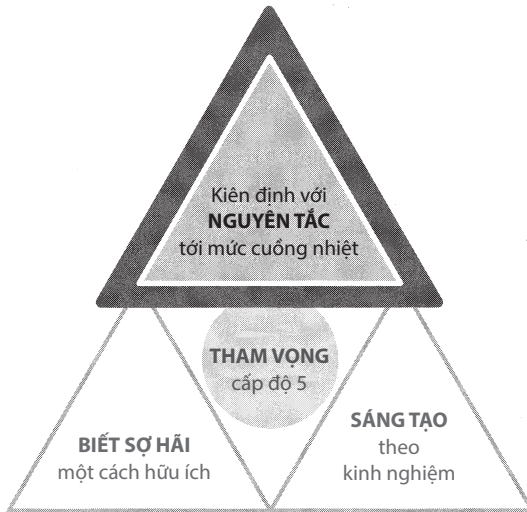 Kiên định với
NGUYÊN TẮC
tới mức cuồng nhiệt
THAM VỌNG
cấp độ 5
BIẾT SỢ HÃI
một cách hữu ích
SÁNG TẠO
theo
kinh nghiệm